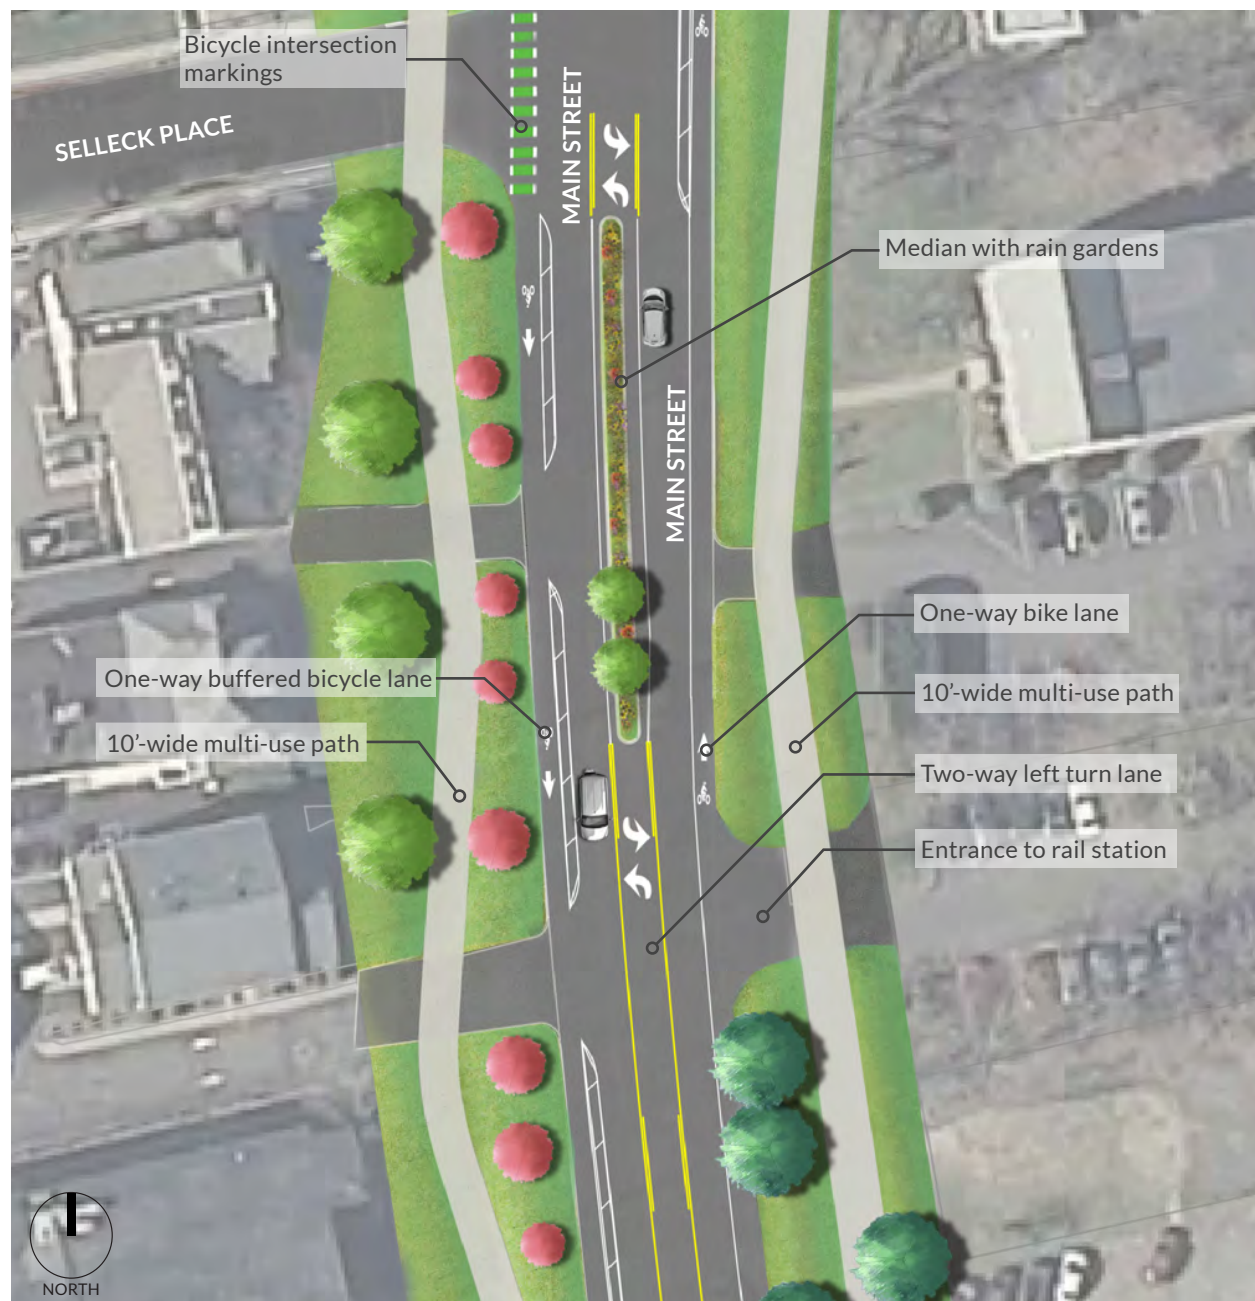 Bicycle intersection
markings
SELLECK PLACE
MAIN STREET
Median with rain gardens
MAIN STREET
One-way bike lane
One-way buffered bicycle lane
10'-wide multi-use path
10'-wide multi-use path
Two-way left turn lane
Entrance to rail station
NORTH